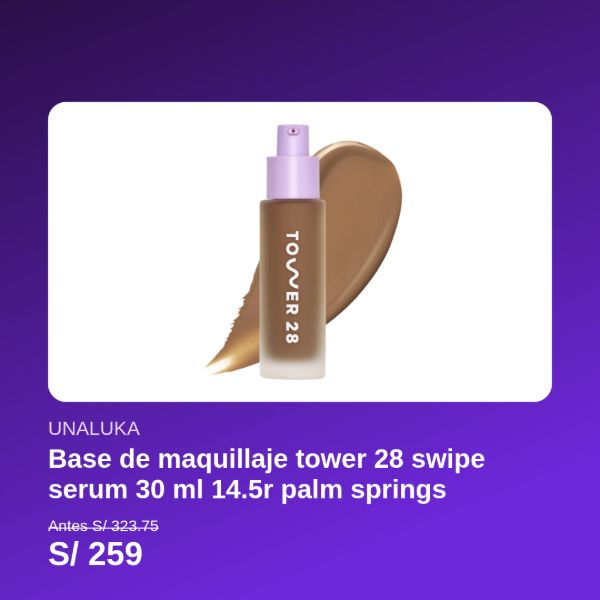 TOWER 28
UNALUKA
Base de maquillaje tower 28 swipe
serum 30 ml 14.5r palm springs
Antes S/ 323.75
S/ 259